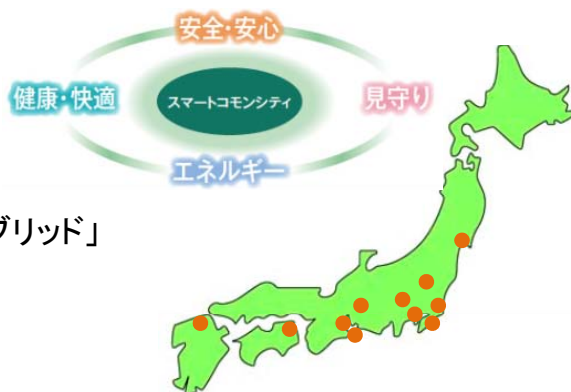 安全・安心
健康・快適
スマートコモンシティ
見守り
エネルギー
ブリッド」